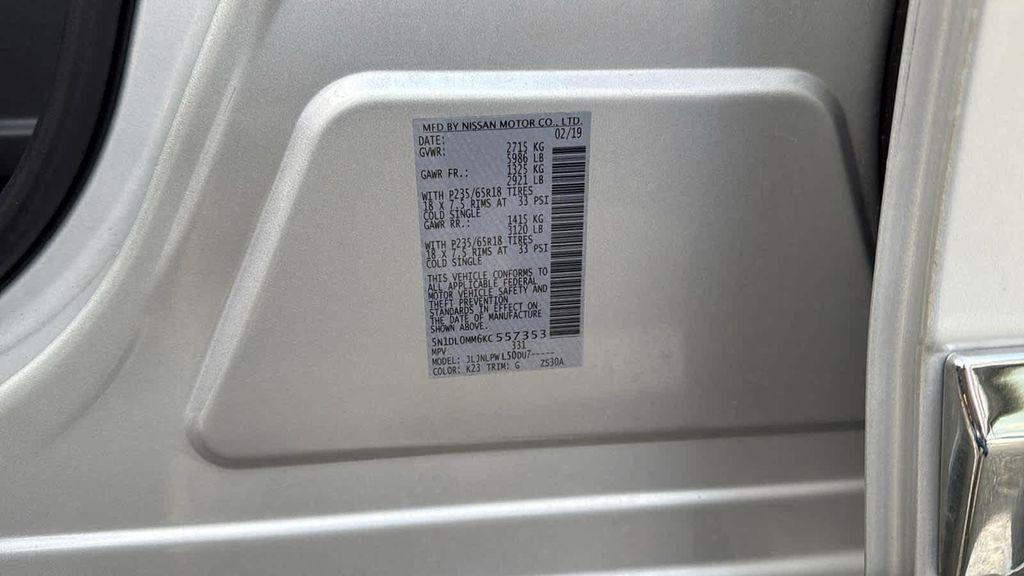 MFD BY NISSAN MOTOR CO., LTD.
DATE: 02/19
GVWR: 2715 KG
5986 LB
GAWR FR.: 1325 KG
2921 LB
WITH P235/65R18 TIRES
18 X 7.5 RIMS AT 33 PSI
COLD SINGLE
GAWR RR.: 1415 KG
3120 LB
WITH P235/65R18 TIRES
18 X 7.5 RIMS AT 33 PSI
COLD SINGLE
THIS VEHICLE CONFORMS TO
ALL APPLICABLE FEDERAL
MOTOR VEHICLE SAFETY AND
THEFT PREVENTION
STANDARDS IN EFFECT ON
THE DATE OF MANUFACTURE
SHOWN ABOVE.
5N1DL0MM6KC557353
MPV 331
MODEL: JLJNLPWL50DU7-----
COLOR: K23 TRIM: G ZS30A